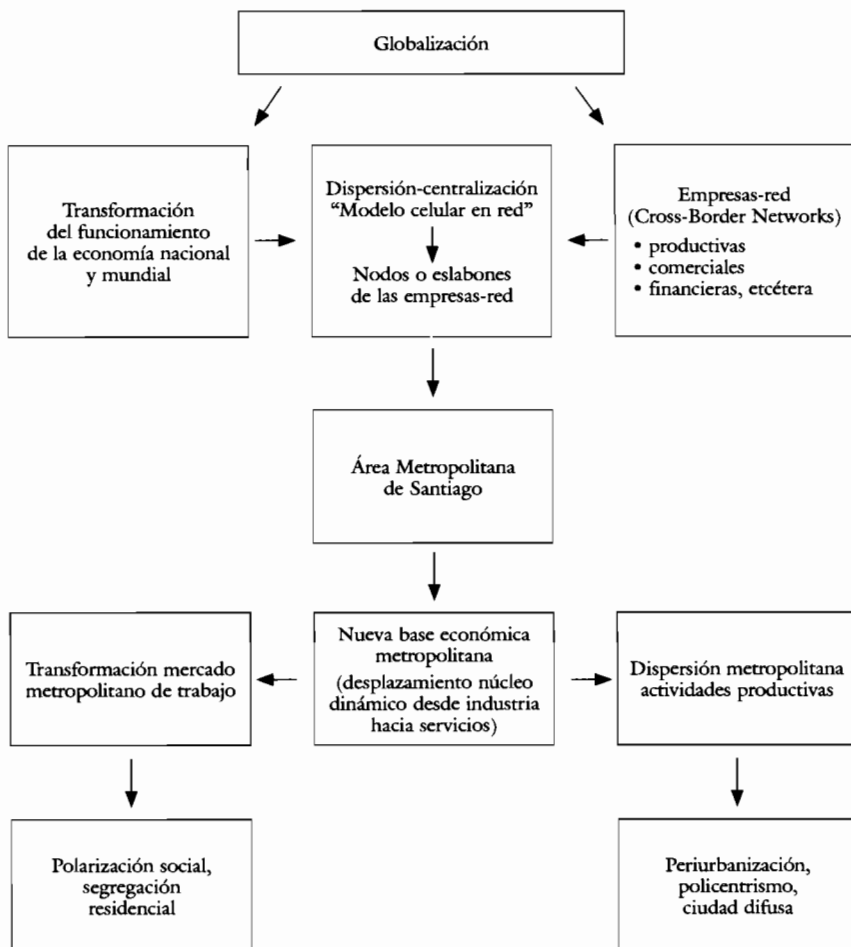 Globalización
Transformación
del funcionamiento
de la economía nacional
y mundial
Dispersión-centralización
“Modelo celular en red”
Nodos o eslabones
de las empresas-red
Empresas-red
(Cross-Border Networks)
• productivas
• comerciales
• financieras, etcétera
Área Metropolitana
de Santiago
Transformación mercado
metropolitano de trabajo
Nueva base económica
metropolitana
(desplazamiento núcleo
dinámico desde industria
hacia servicios)
Dispersión metropolitana
actividades productivas
Polarización social,
segregación
residencial
Periurbanización,
policentrismo,
ciudad difusa